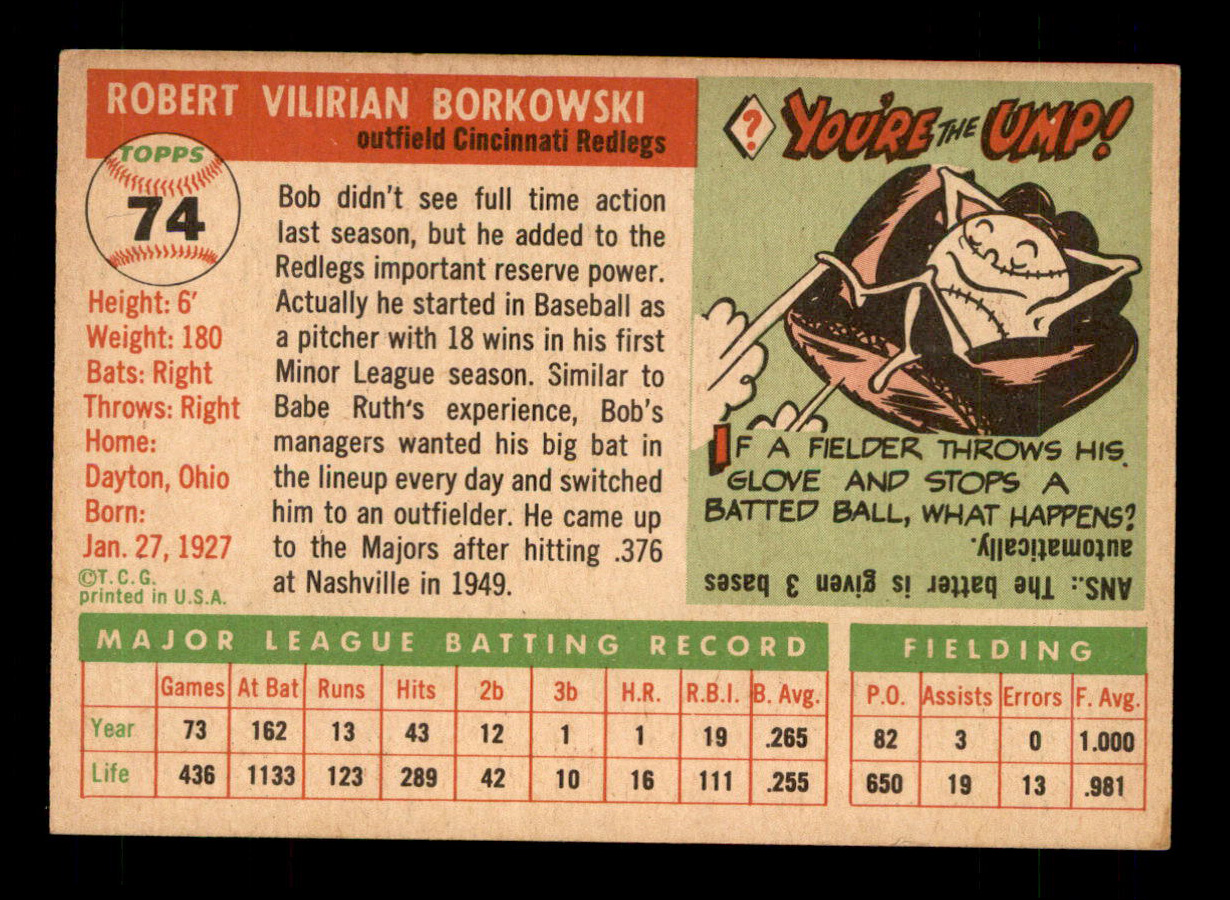 ROBERT VILIRIAN BORKOWSKI
outfield Cincinnati Redlegs
TOPPS
74
Height: 6'
Weight: 180
Bats: Right
Throws: Right
Home:
Dayton, Ohio
Born:
Jan. 27, 1927
©T.C.G.
printed in U.S.A.
Bob didn't see full time action
last season, but he added to the
Redlegs important reserve power.
Actually he started in Baseball as
a pitcher with 18 wins in his first
Minor League season. Similar to
Babe Ruth's experience, Bob's
managers wanted his big bat in
the lineup every day and switched
him to an outfielder. He came up
to the Majors after hitting .376
at Nashville in 1949.
? YOU'RE THE UMP!
IF A FIELDER THROWS HIS
GLOVE AND STOPS A
BATTED BALL, WHAT HAPPENS?
ANS.: The batter is given 3 bases
automatically.
MAJOR LEAGUE BATTING RECORD
Games At Bat Runs Hits 2b 3b H.R. R.B.I. B. Avg.
Year 73 162 13 43 12 1 1 19 .265
Life 436 1133 123 289 42 10 16 111 .255
FIELDING
P.O. Assists Errors F. Avg.
82 3 0 1.000
650 19 13 .981